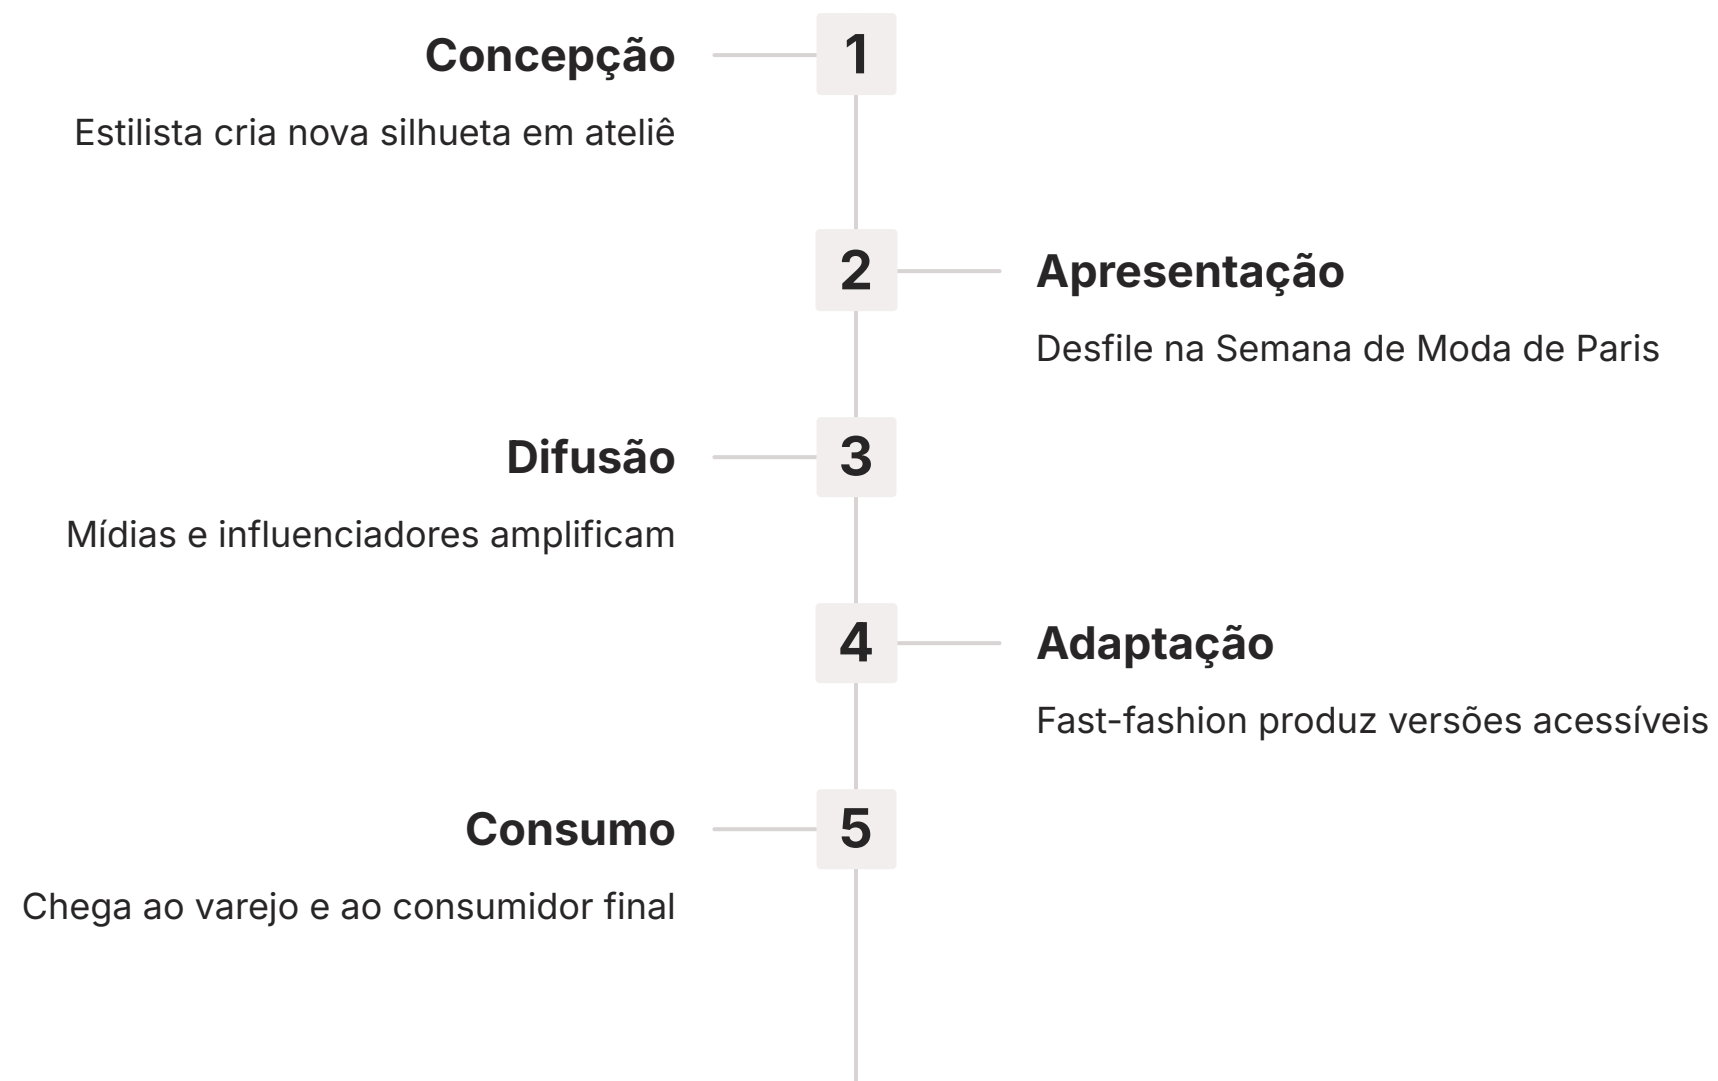 1
Concepção
Estilista cria nova silhueta em ateliê
2
Apresentação
Desfile na Semana de Moda de Paris
3
Difusão
Mídias e influenciadores amplificam
4
Adaptação
Fast-fashion produz versões acessíveis
5
Consumo
Chega ao varejo e ao consumidor final